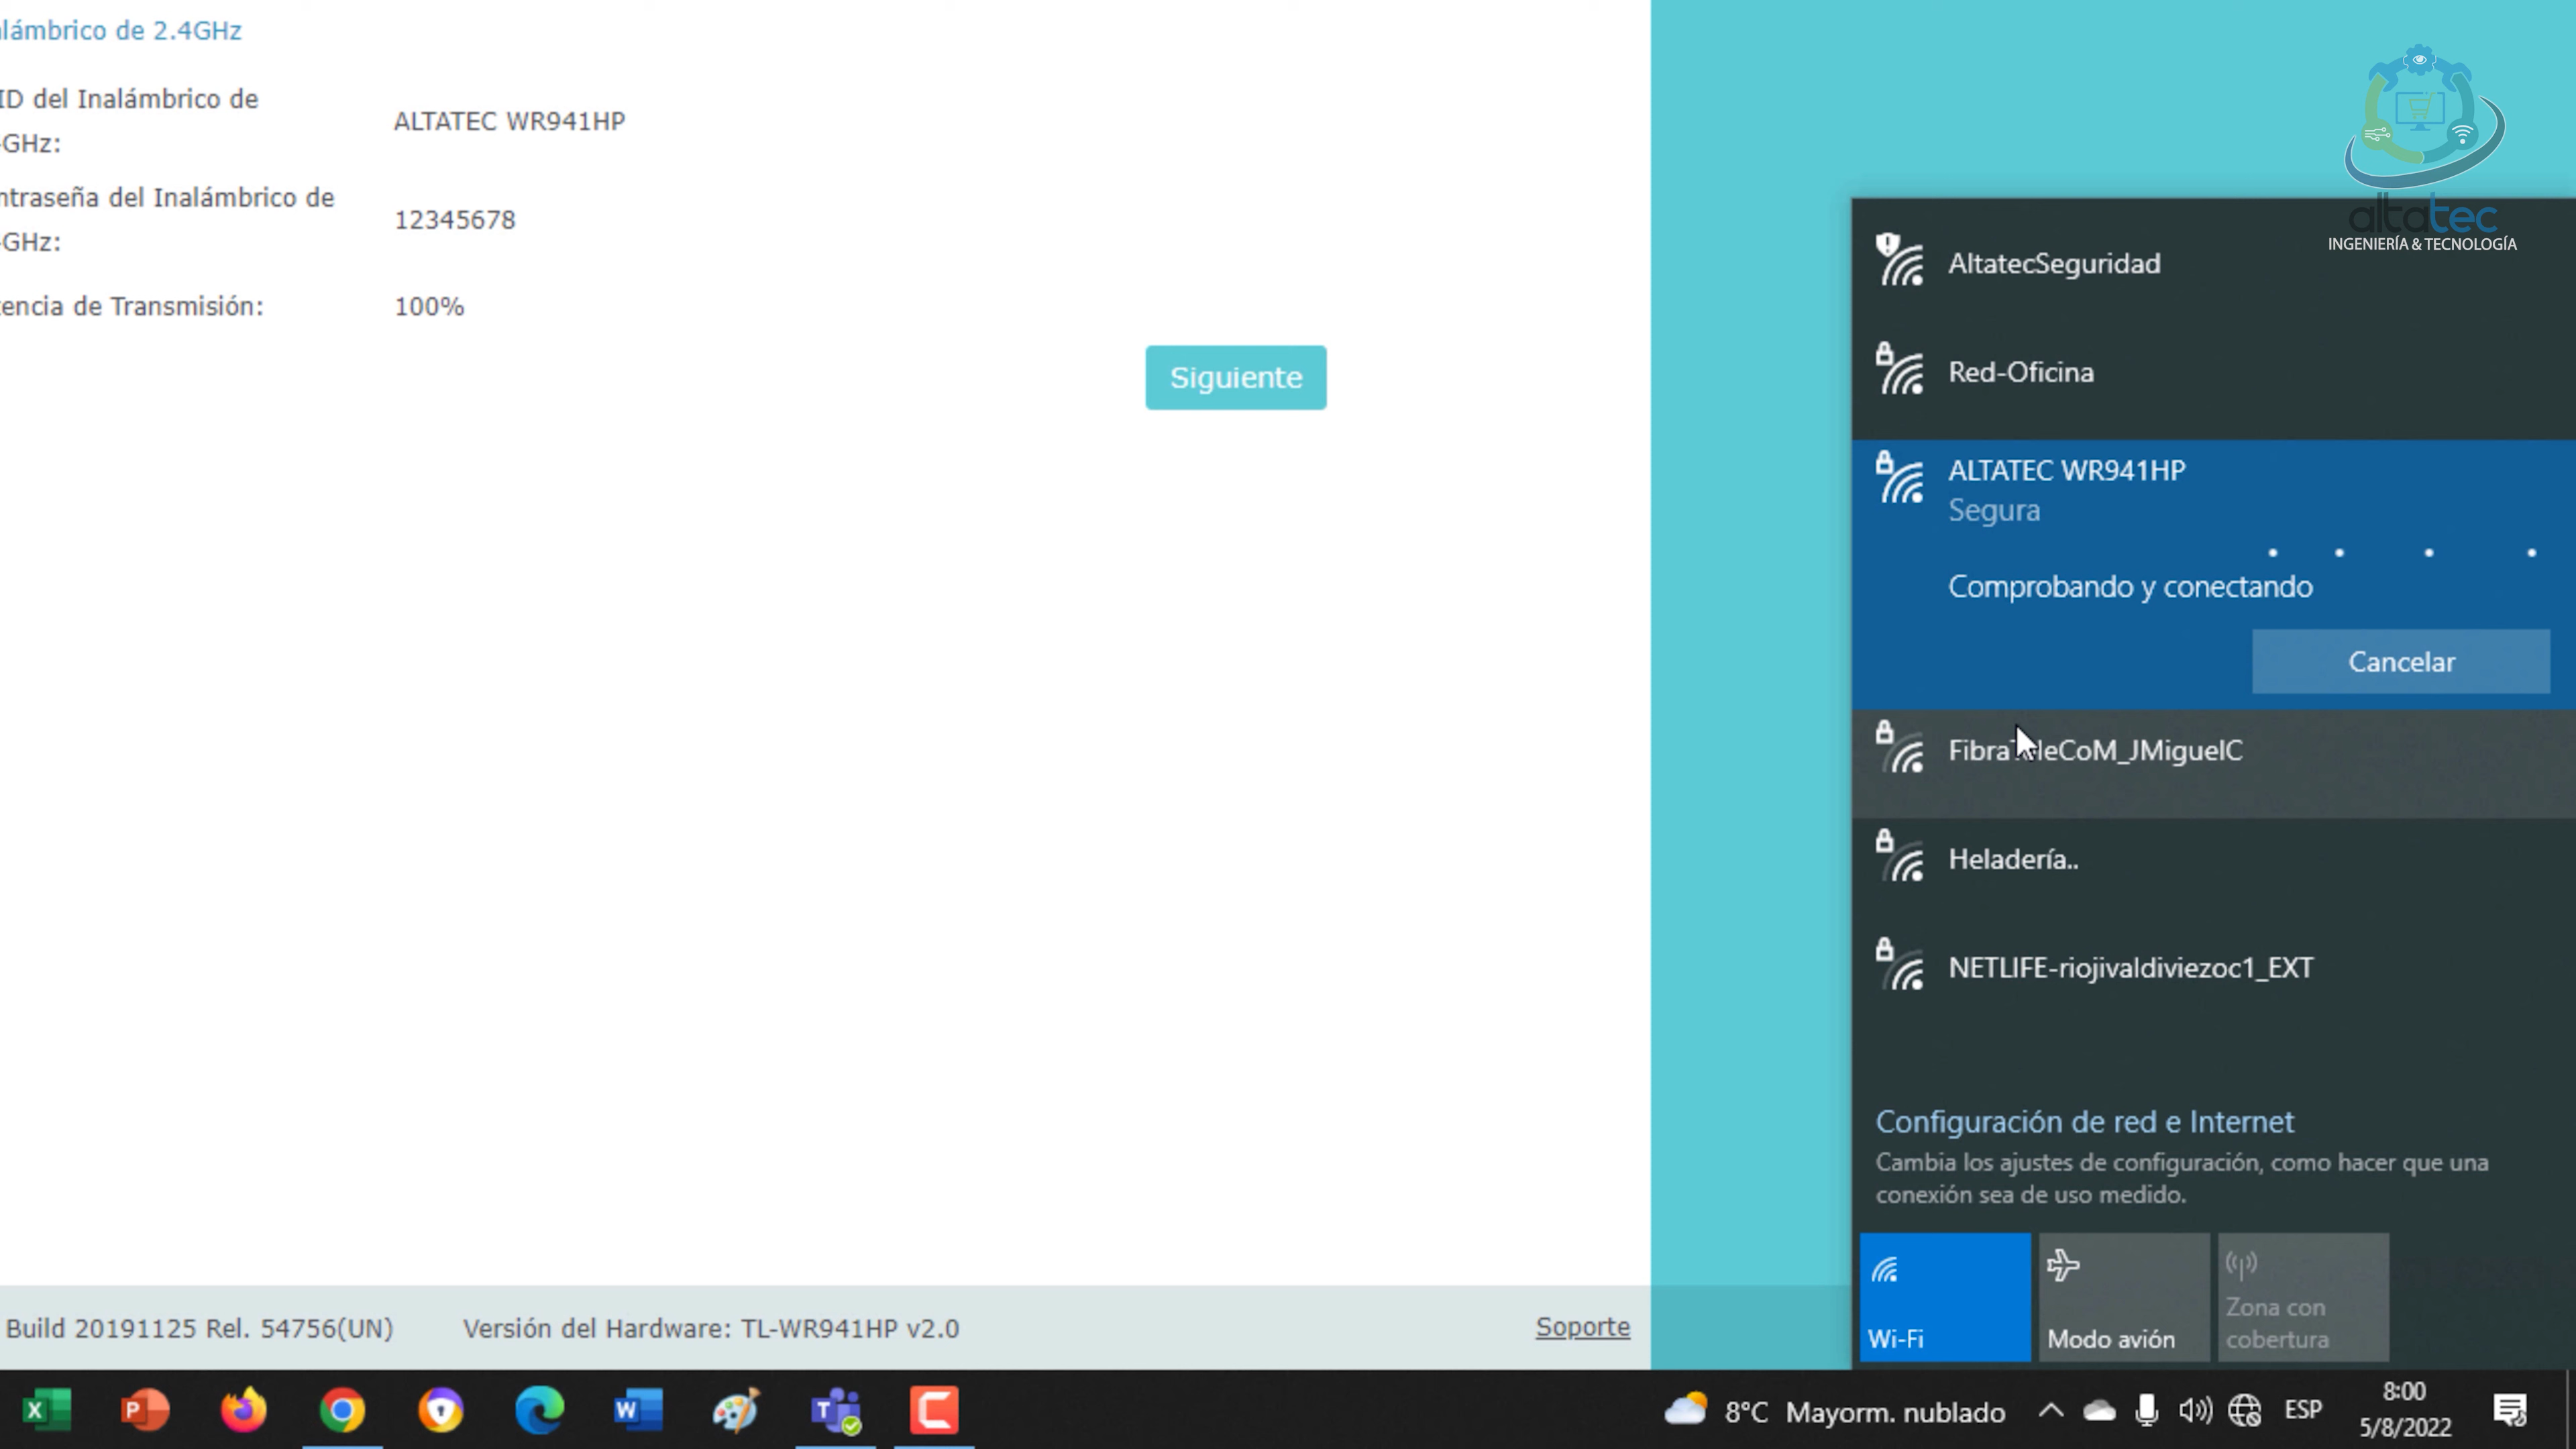 alámbrico de 2.4GHz
ID del Inalámbrico de
GHz:
ALTATEC WR941HP
ntraseña del Inalámbrico de
GHz:
12345678
encia de Transmisión:
100%
Siguiente
Build 20191125 Rel. 54756(UN)
Versión del Hardware: TL-WR941HP v2.0
Soporte
altatec
INGENIERÍA & TECNOLOGÍA
AltatecSeguridad
Red-Oficina
ALTATEC WR941HP
Segura
Comprobando y conectando
Cancelar
FibraTeleCoM_JMiguelC
Heladería..
NETLIFE-riojivaldiviezoc1_EXT
Configuración de red e Internet
Cambia los ajustes de configuración, como hacer que una
conexión sea de uso medido.
Wi-Fi
Modo avión
Zona con
cobertura
8°C Mayorm. nublado
ESP
8:00
5/8/2022